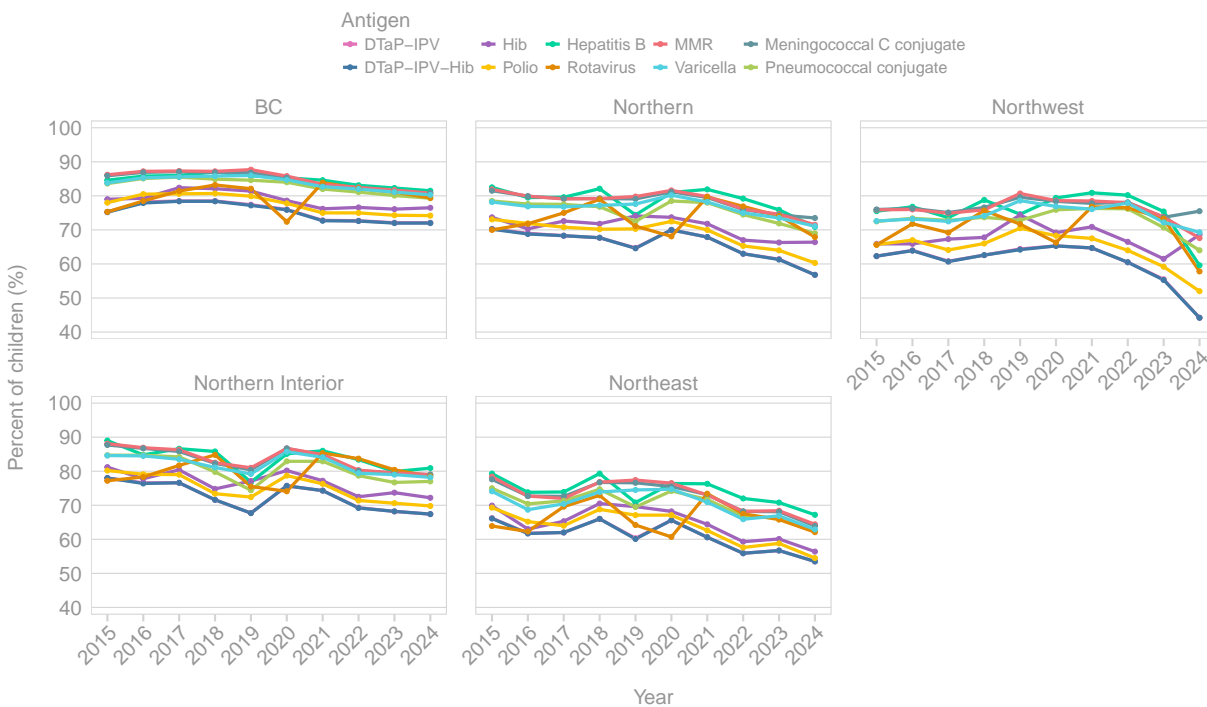 Antigen
DTaP–IPV Hib Hepatitis B MMR Meningococcal C conjugate
DTaP–IPV–Hib Polio Rotavirus Varicella Pneumococcal conjugate
BC Northern Northwest
100
90
80
70
60
50
40
2015 2016 2017 2018 2019 2020 2021 2022 2023 2024
Northern Interior Northeast
100
90
80
70
60
50
40
2015 2016 2017 2018 2019 2020 2021 2022 2023 2024 2015 2016 2017 2018 2019 2020 2021 2022 2023 2024
Percent of children (%)
Year